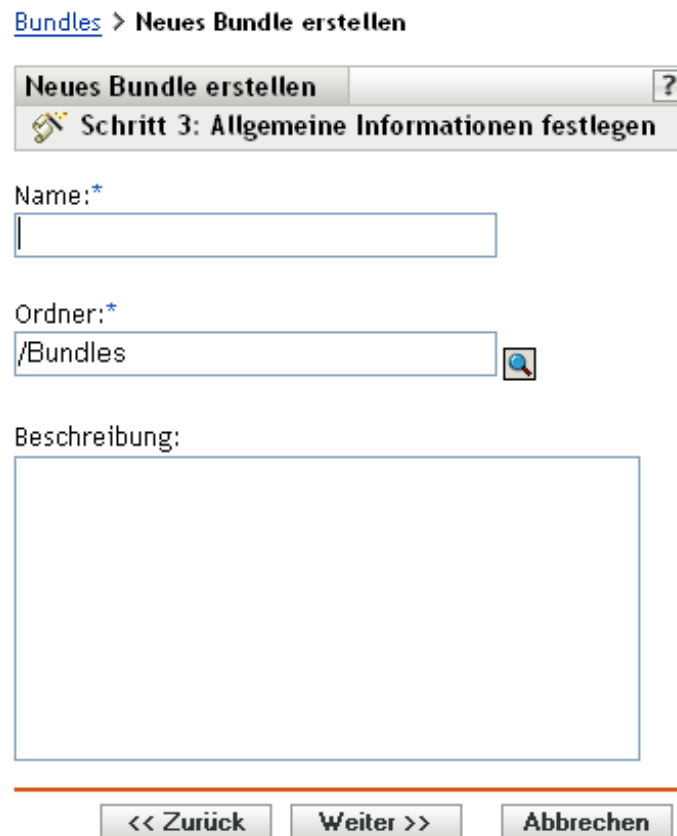 Bundles > Neues Bundle erstellen
Neues Bundle erstellen ?
Schritt 3: Allgemeine Informationen festlegen
Name:*
Ordner:*
/Bundles
Beschreibung:
<< Zurück Weiter >> Abbrechen